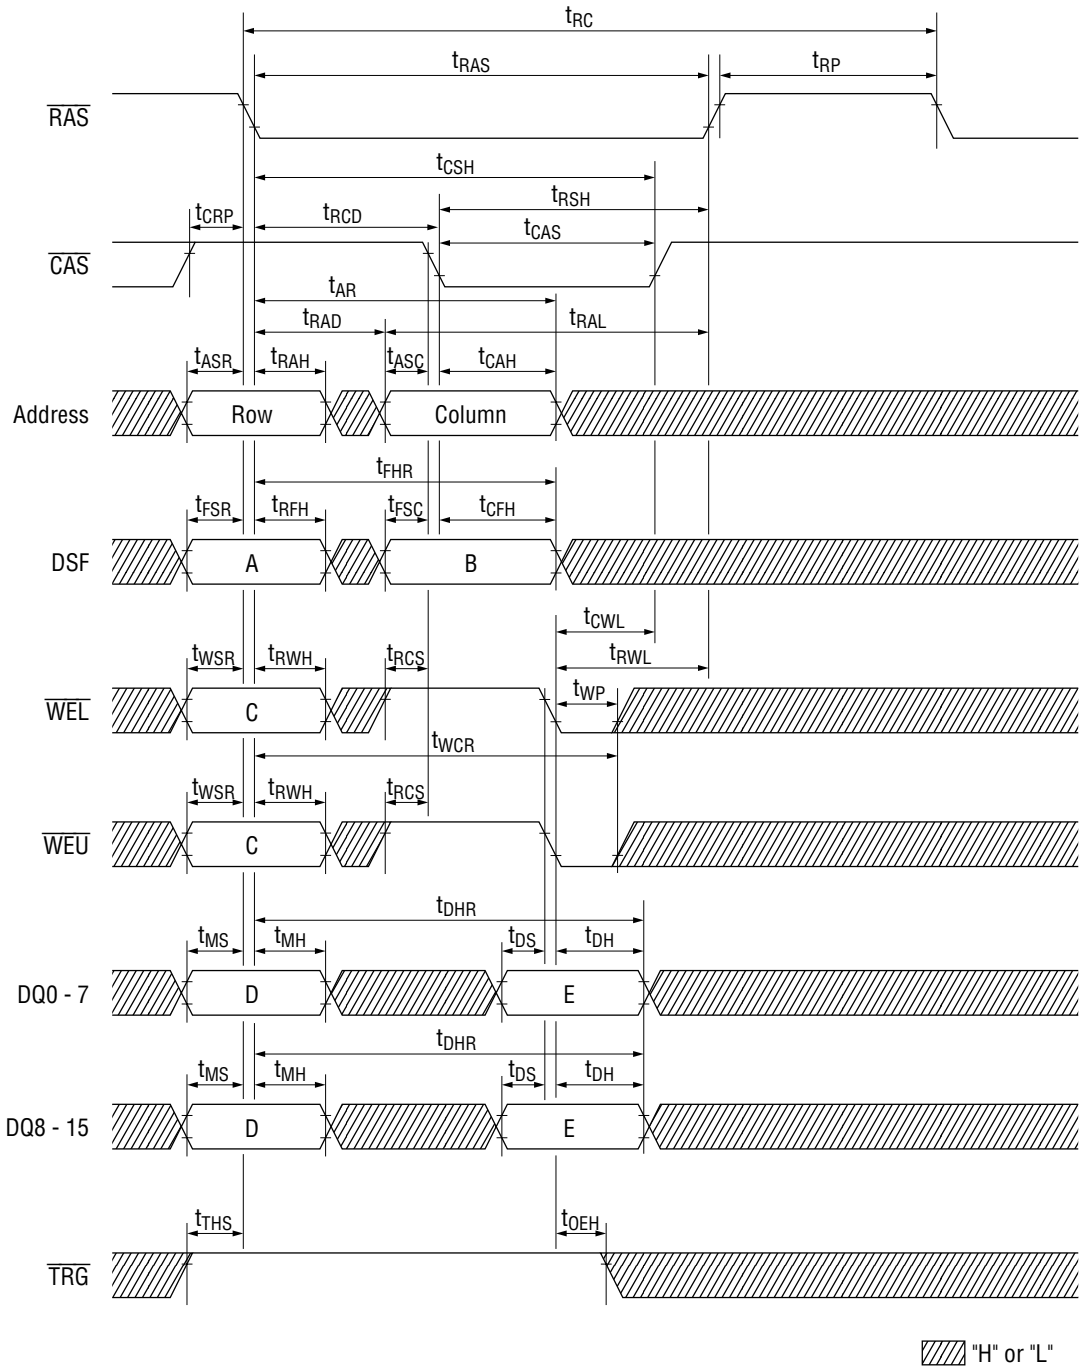 tRC
tRAS tRP
RAS
tCSH
tRSH
tCRP tRCD tCAS
CAS
tAR
tRAD tRAL
tASR tRAH tASC tCAH
Address Row Column
tFHR
tFSR tRFH tFSC tCFH
DSF A B
tCWL
tWSR tRWH tRCS tRWL
tWP
WEL C
tWCR
tWSR tRWH tRCS
WEU C
tDHR
tMS tMH tDS tDH
DQ0 - 7 D E
tDHR
tMS tMH tDS tDH
DQ8 - 15 D E
tTHS tOEH
TRG
"H" or "L"